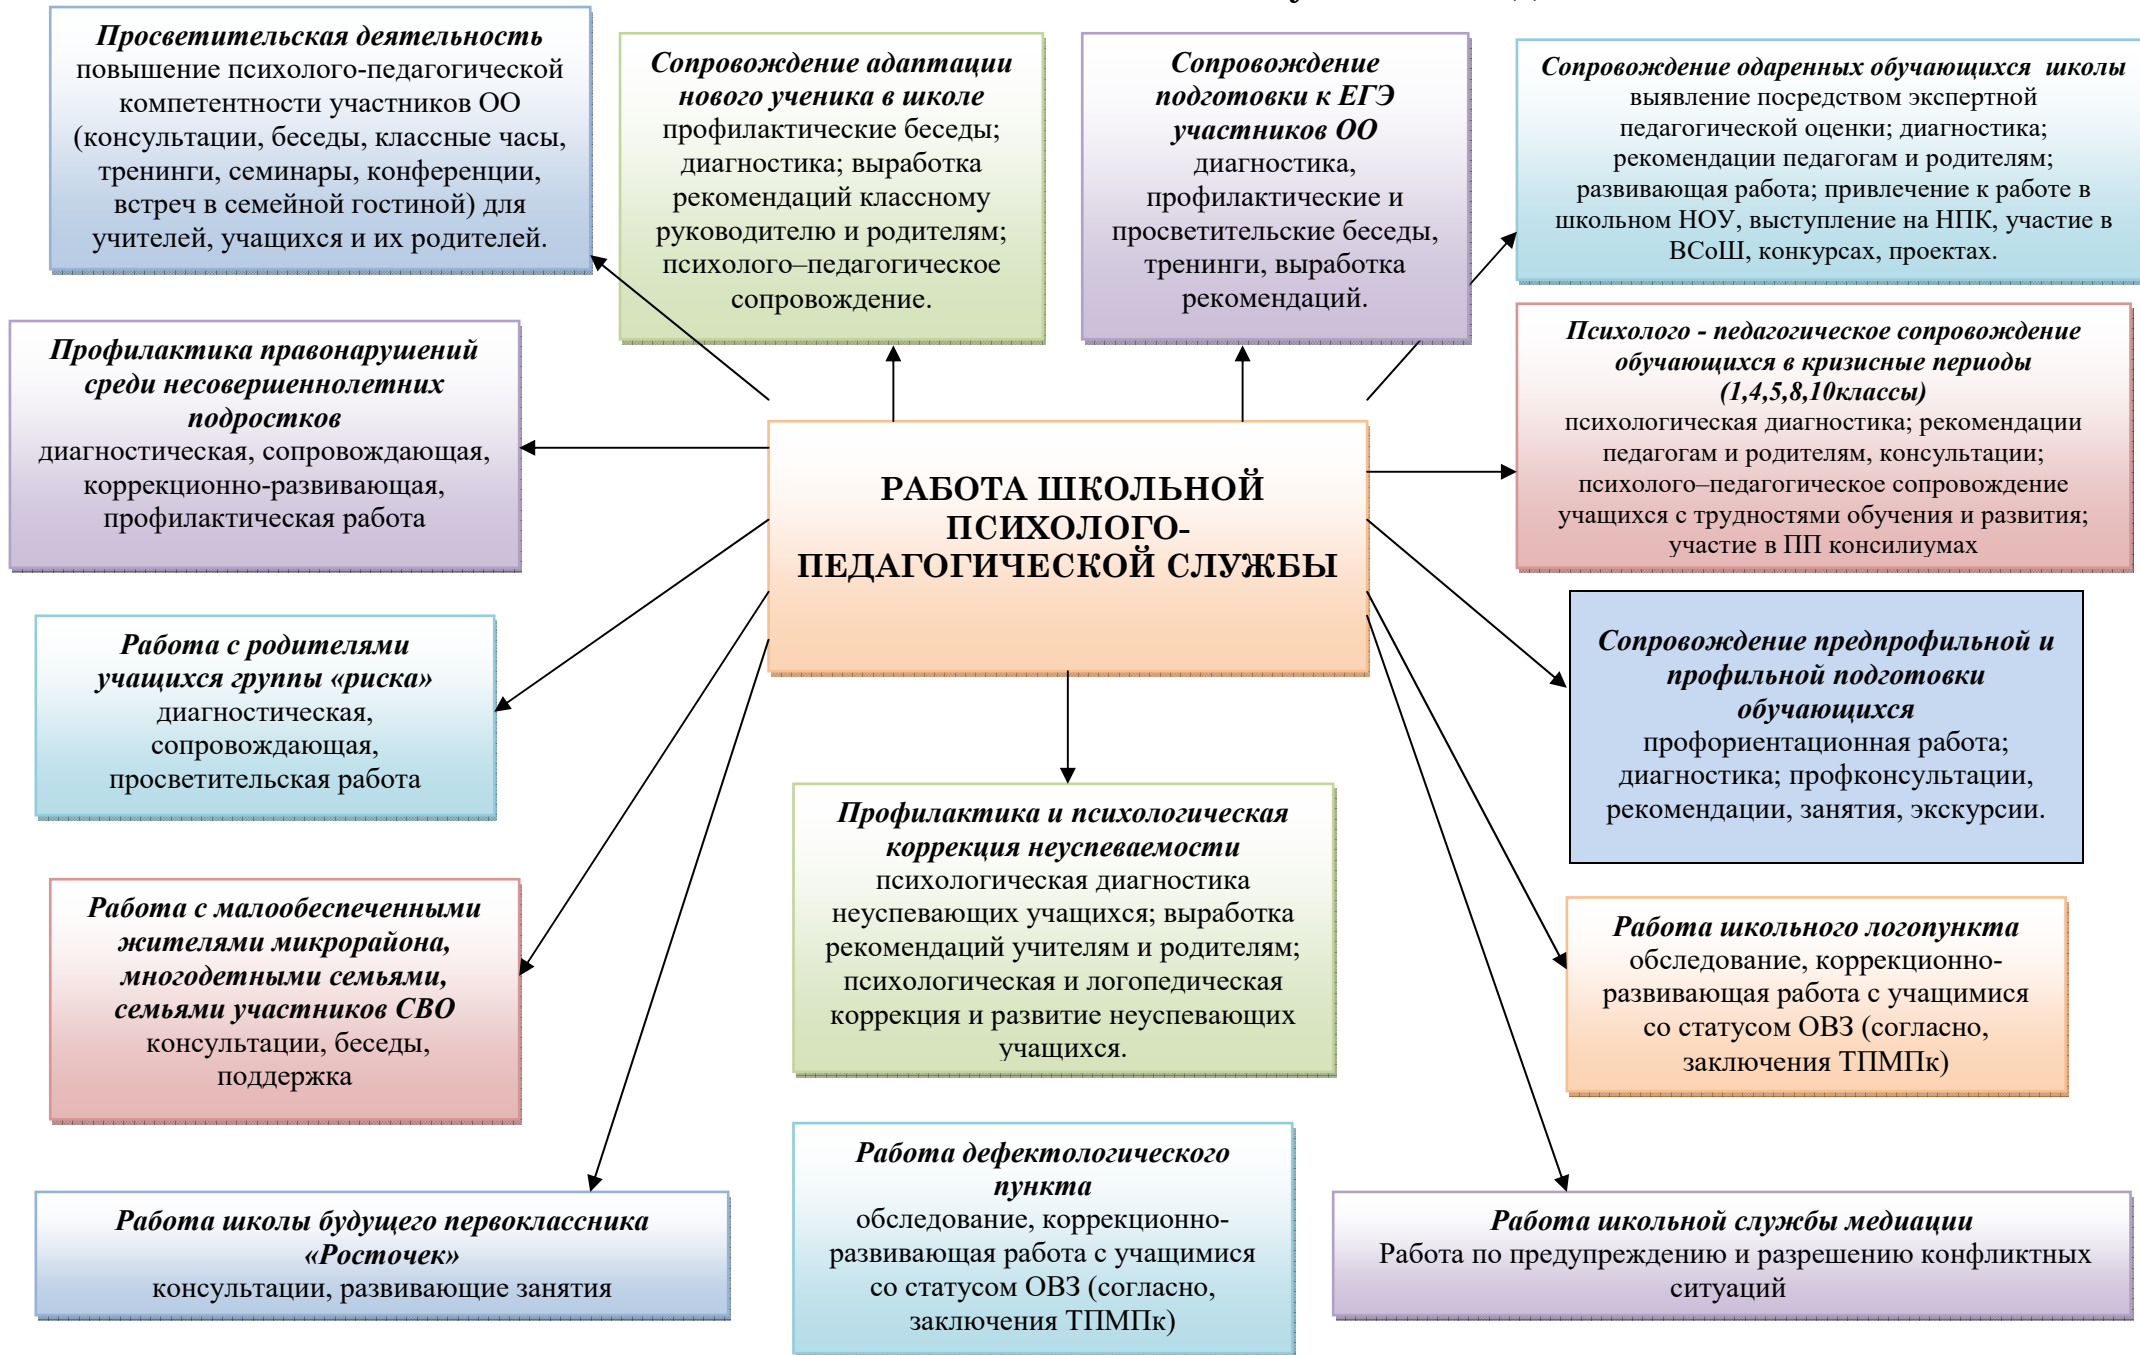 Просветительская деятельность
повышение психолого-педагогической
компетентности участников ОО
(консультации, беседы, классные часы,
тренинги, семинары, конференции,
встреч в семейной гостиной) для
учителей, учащихся и их родителей.
Сопровождение адаптации
нового ученика в школе
профилактические беседы;
диагностика; выработка
рекомендаций классному
руководителю и родителям;
психолого–педагогическое
сопровождение.
Сопровождение
подготовки к ЕГЭ
участников ОО
диагностика,
профилактические и
просветительские беседы,
тренинги, выработка
рекомендаций.
Сопровождение одаренных обучающихся школы
выявление посредством экспертной
педагогической оценки; диагностика;
рекомендации педагогам и родителям;
развивающая работа; привлечение к работе в
школьном НОУ, выступление на НПК, участие в
ВСоШ, конкурсах, проектах.
Профилактика правонарушений
среди несовершеннолетних
подростков
диагностическая, сопровождающая,
коррекционно-развивающая,
профилактическая работа
РАБОТА ШКОЛЬНОЙ
ПСИХОЛОГО-
ПЕДАГОГИЧЕСКОЙ СЛУЖБЫ
Психолого - педагогическое сопровождение
обучающихся в кризисные периоды
(1,4,5,8,10классы)
психологическая диагностика; рекомендации
педагогам и родителям, консультации;
психолого–педагогическое сопровождение
учащихся с трудностями обучения и развития;
участие в ПП консилиумах
Работа с родителями
учащихся группы «риска»
диагностическая,
сопровождающая,
просветительская работа
Сопровождение предпрофильной и
профильной подготовки
обучающихся
профориентационная работа;
диагностика; профконсультации,
рекомендации, занятия, экскурсии.
Профилактика и психологическая
коррекция неуспеваемости
психологическая диагностика
неуспевающих учащихся; выработка
рекомендаций учителям и родителям;
психологическая и логопедическая
коррекция и развитие неуспевающих
учащихся.
Работа с малообеспеченными
жителями микрорайона,
многодетными семьями,
семьями участников СВО
консультации, беседы,
поддержка
Работа школьного логопункта
обследование, коррекционно-
развивающая работа с учащимися
со статусом ОВЗ (согласно,
заключения ТПМПк)
Работа школы будущего первоклассника
«Росточек»
консультации, развивающие занятия
Работа дефектологического
пункта
обследование, коррекционно-
развивающая работа с учащимися
со статусом ОВЗ (согласно,
заключения ТПМПк)
Работа школьной службы медиации
Работа по предупреждению и разрешению конфликтных
ситуаций